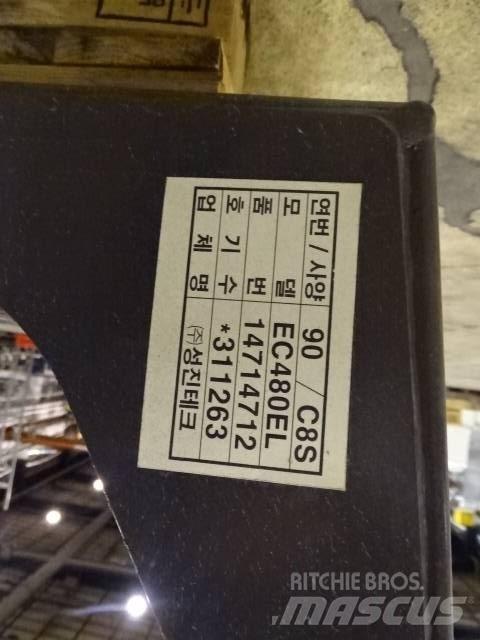 연번/사양 90 / C8S
모 델 EC480EL
품 번 14714712
호 기 수 *311263
업 체 명 ㈜성진테크
RITCHIE BROS.
MASCUS